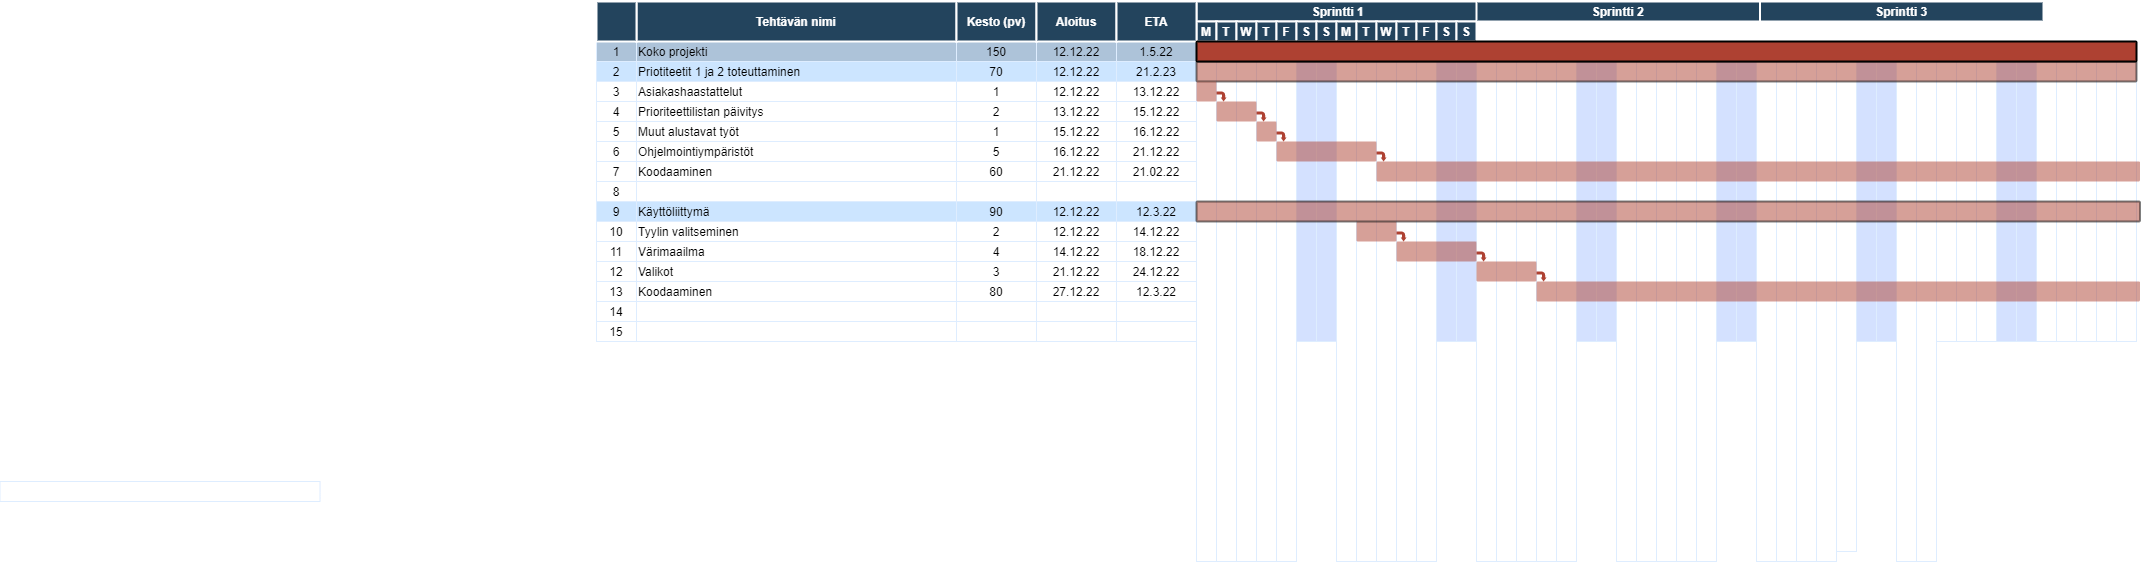 Tehtävän nimi Kesto (pv) Aloitus ETA Sprintti 1 Sprintti 2 Sprintti 3
M T W T F S S M T W T F S S
1 Koko projekti 150 12.12.22 1.5.22
2 Priotiteetit 1 ja 2 toteuttaminen 70 12.12.22 21.2.23
3 Asiakashaastattelut 1 12.12.22 13.12.22
4 Prioriteettilistan päivitys 2 13.12.22 15.12.22
5 Muut alustavat työt 1 15.12.22 16.12.22
6 Ohjelmointiympäristöt 5 16.12.22 21.12.22
7 Koodaaminen 60 21.12.22 21.02.22
8
9 Käyttöliittymä 90 12.12.22 12.3.22
10 Tyylin valitseminen 2 12.12.22 14.12.22
11 Värimaailma 4 14.12.22 18.12.22
12 Valikot 3 21.12.22 24.12.22
13 Koodaaminen 80 27.12.22 12.3.22
14
15